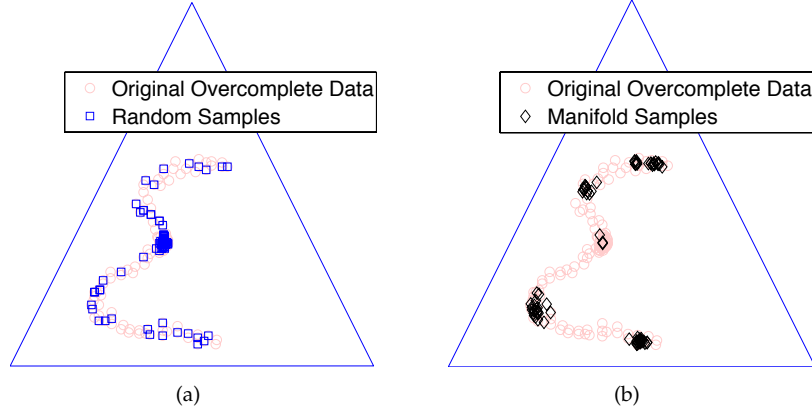 Original Overcomplete Data
Random Samples
Original Overcomplete Data
Manifold Samples
(a)
(b)